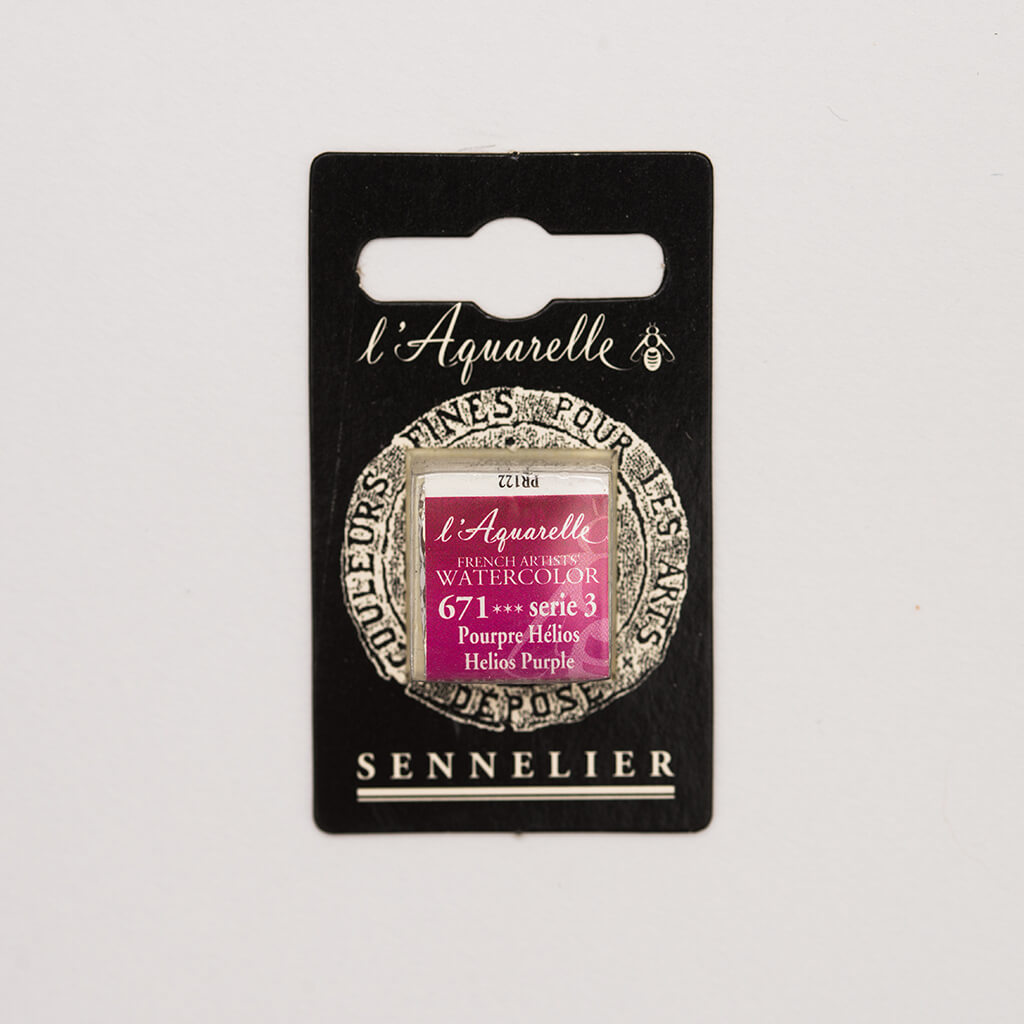 l'Aquarelle
COULEURS FINES POUR LES ARTS
DÉPOSÉ
PR122
l'Aquarelle
FRENCH ARTISTS'
WATERCOLOR
671*** serie 3
Pourpre Hélios
Helios Purple
SENNELIER